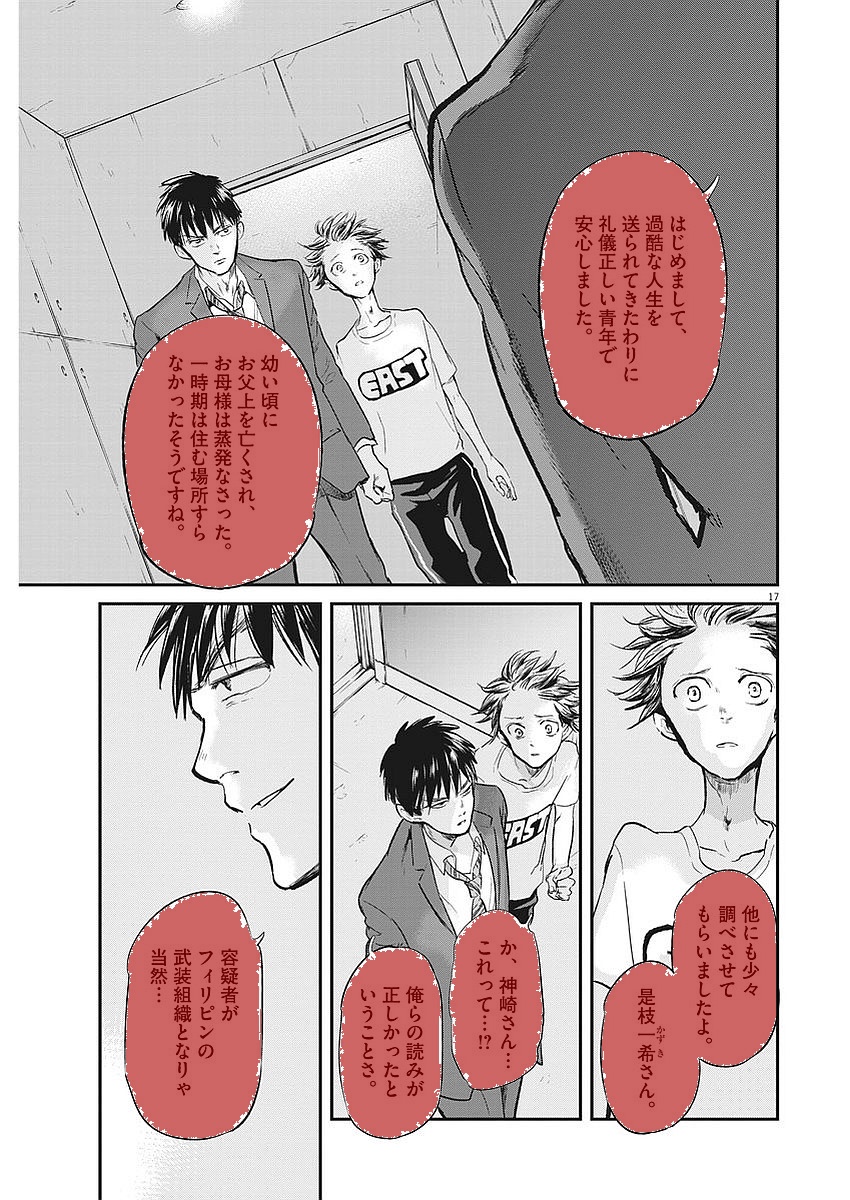 はじめまして、
過酷な人生を
送られてきたわりに
礼儀正しい青年で
安心しました。
幼い頃に
お父上を亡くされ、
お母様は蒸発なさった。
一時期は住む場所すら
なかったそうですね。
EAST
17
他にも少々
調べさせて
もらいましたよ。
是枝一希さん。
かずき
か、神崎さん…
これって…!?
俺らの読みが
正しかったと
いうことさ。
EAST
容疑者が
フィリピンの
武装組織となりゃ
当然…